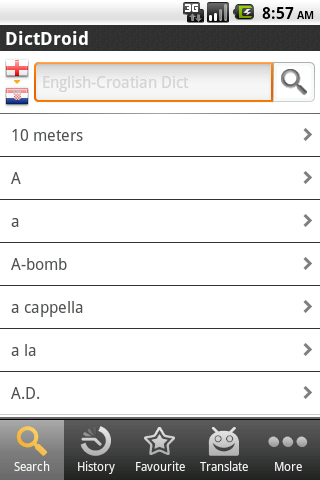 3G 8:57 AM
DictDroid
English-Croatian Dict
10 meters
A
a
A-bomb
a cappella
a la
A.D.
Search History Favourite Translate More